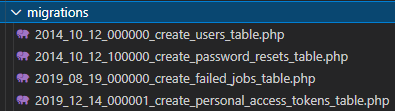 migrations
2014_10_12_000000_create_users_table.php
2014_10_12_100000_create_password_resets_table.php
2019_08_19_000000_create_failed_jobs_table.php
2019_12_14_000001_create_personal_access_tokens_table.php